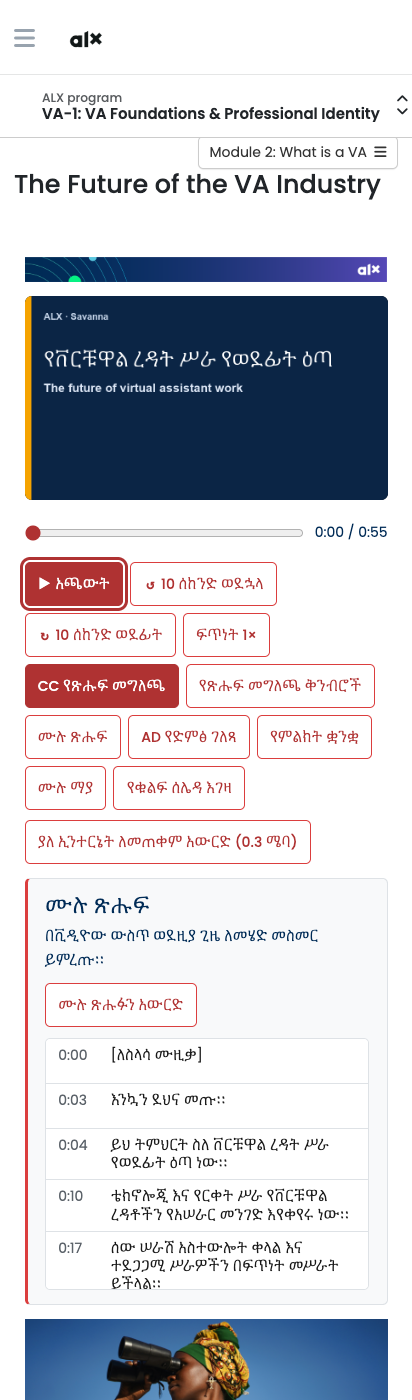 alx
ALX program
VA-1: VA Foundations & Professional Identity
Module 2: What is a VA
The Future of the VA Industry
alx
ALX · Savanna
የቨርቹዋል ረዳት ሥራ የወደፊት ዕጣ
The future of virtual assistant work
0:00 / 0:55
አጫውት
10 ሰከንድ ወደኋላ
10 ሰከንድ ወደፊት
ፍጥነት 1×
CC የጽሑፍ መግለጫ
የጽሑፍ መግለጫ ቅንብሮች
ሙሉ ጽሑፍ
AD የድምፅ ገለጻ
የምልክት ቋንቋ
ሙሉ ማያ
የቁልፍ ሰሌዳ እገዛ
ያለ ኢንተርኔት ለመጠቀም አውርድ (0.3 ሜባ)
ሙሉ ጽሑፍ
በቪዲዮው ውስጥ ወደዚያ ጊዜ ለመሄድ መስመር
ይምረጡ።
ሙሉ ጽሑፉን አውርድ
0:00 [ለስላሳ ሙዚቃ]
0:03 እንኳን ደህና መጡ።
0:04 ይህ ትምህርት ስለ ቨርቹዋል ረዳት ሥራ
የወደፊት ዕጣ ነው።
0:10 ቴክኖሎጂ እና የርቀት ሥራ የቨርቹዋል
ረዳቶችን የአሠራር መንገድ እየቀየሩ ነው።
0:17 ሰው ሠራሽ አስተውሎት ቀላል እና
ተደጋጋሚ ሥራዎችን በፍጥነት መሥራት
ይችላል።